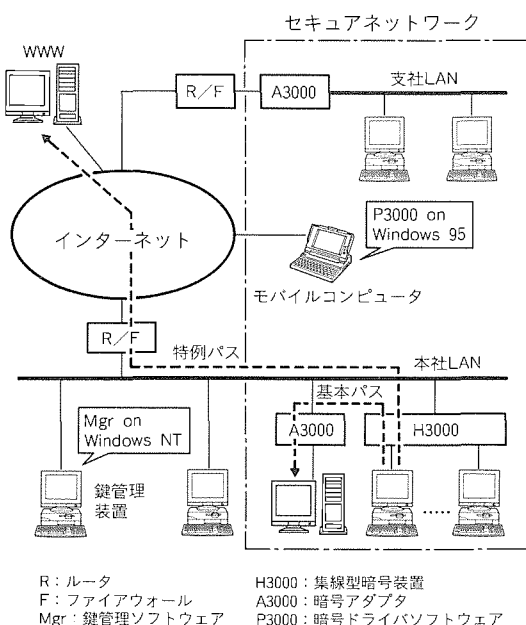 セキュアネットワーク
WWW
R/F
A3000
支社LAN
P3000 on
Windows 95
インターネット
モバイルコンピュータ
R/F
特例パス
本社LAN
基本パス
Mgr on
Windows NT
A3000
H3000
鍵管理
装置
.....
R:ルータ
F:ファイアウォール
Mgr:鍵管理ソフトウェア
H3000:集線型暗号装置
A3000:暗号アダプタ
P3000:暗号ドライバソフトウェア